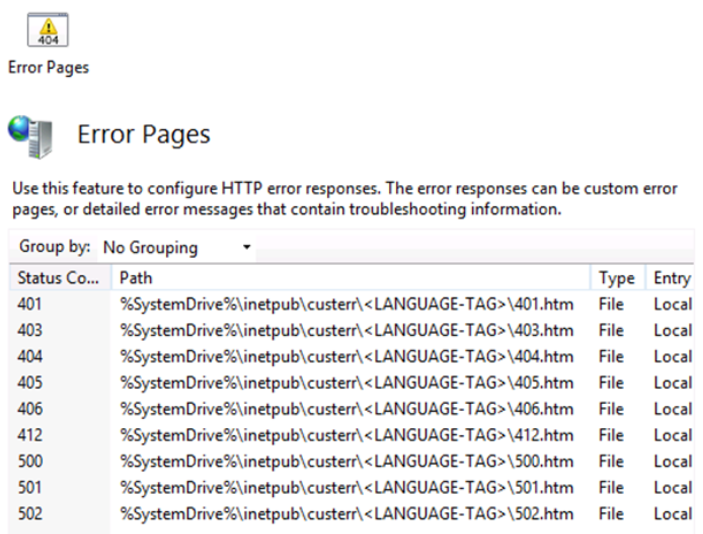 404
Error Pages
Error Pages
Use this feature to configure HTTP error responses. The error responses can be custom error
pages, or detailed error messages that contain troubleshooting information.
Group by: No Grouping
Status Co... Path Type Entry
401 %SystemDrive%\inetpub\custerr\<LANGUAGE-TAG>\401.htm File Local
403 %SystemDrive%\inetpub\custerr\<LANGUAGE-TAG>\403.htm File Local
404 %SystemDrive%\inetpub\custerr\<LANGUAGE-TAG>\404.htm File Local
405 %SystemDrive%\inetpub\custerr\<LANGUAGE-TAG>\405.htm File Local
406 %SystemDrive%\inetpub\custerr\<LANGUAGE-TAG>\406.htm File Local
412 %SystemDrive%\inetpub\custerr\<LANGUAGE-TAG>\412.htm File Local
500 %SystemDrive%\inetpub\custerr\<LANGUAGE-TAG>\500.htm File Local
501 %SystemDrive%\inetpub\custerr\<LANGUAGE-TAG>\501.htm File Local
502 %SystemDrive%\inetpub\custerr\<LANGUAGE-TAG>\502.htm File Local